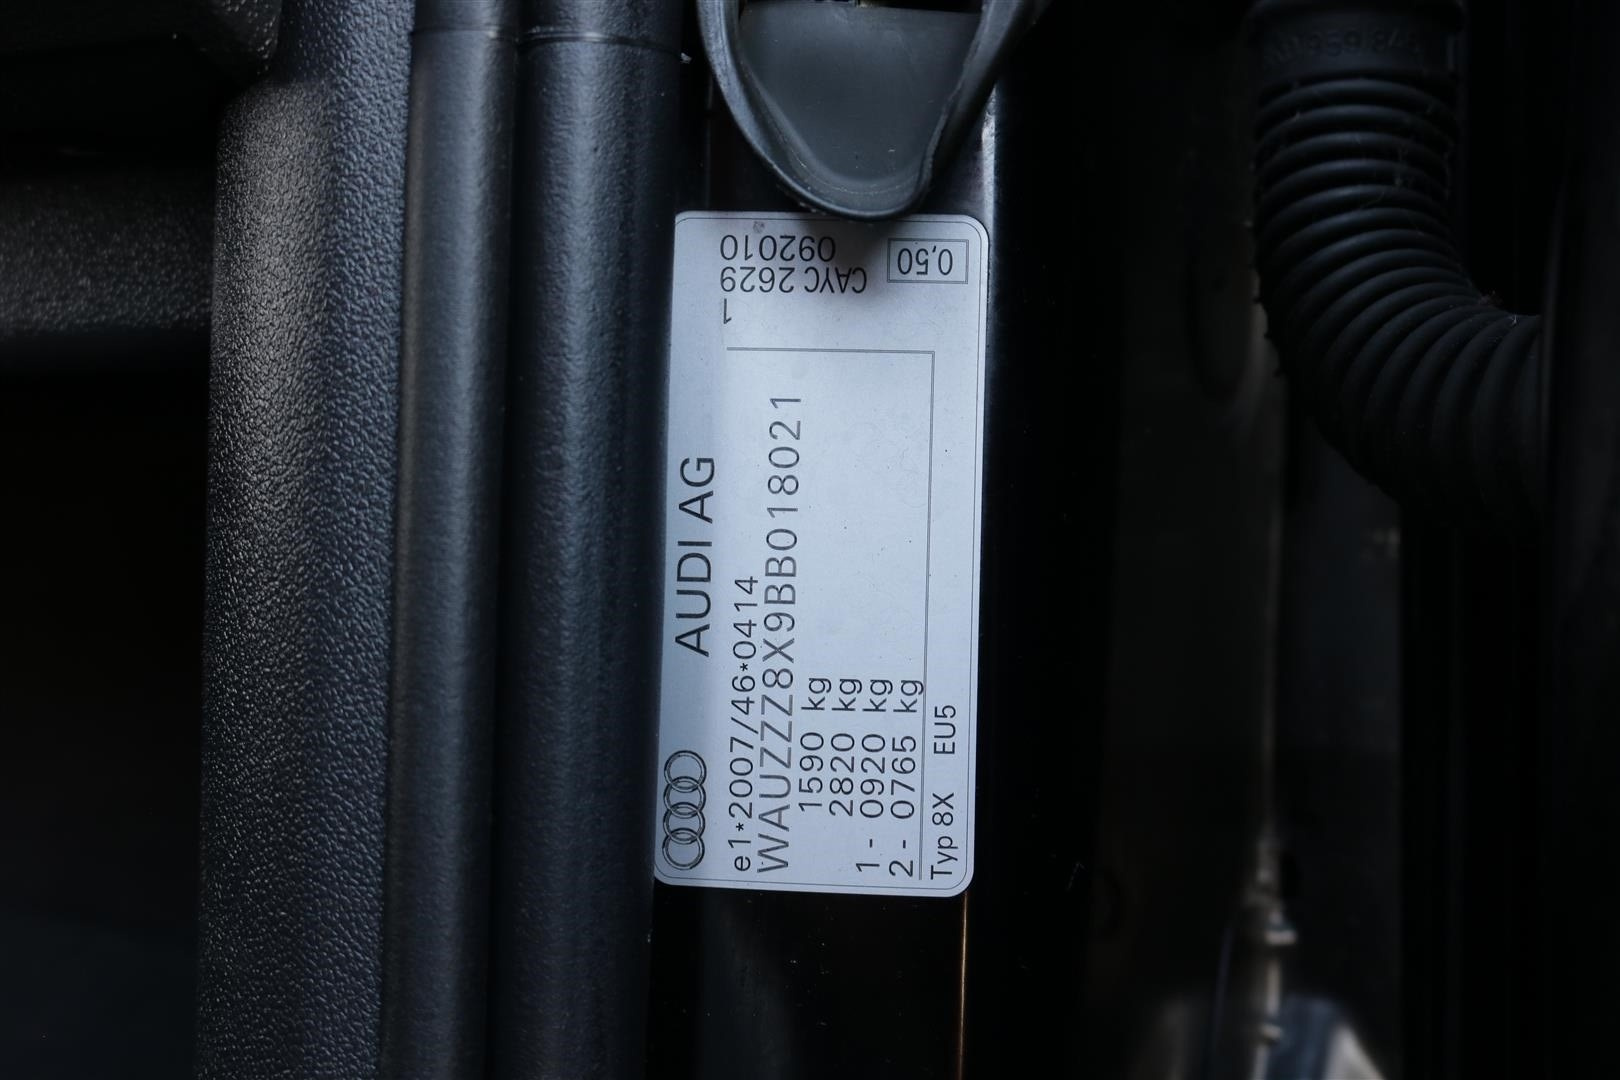 AUDI AG
e1*2007/46*0414
WAUZZZ8X9BB018021
1590 kg
2820 kg
1 - 0920 kg
2 - 0765 kg
Typ 8X EU5
1
CAYC 2629
092010
0,50